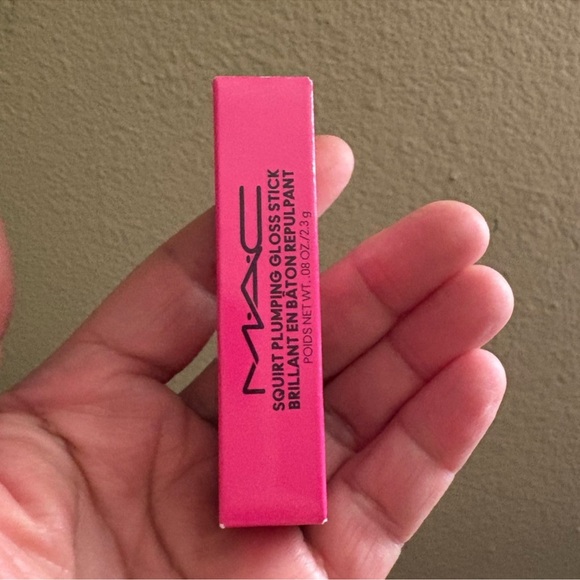 M·A·C
SQUIRT PLUMPING GLOSS STICK
BRILLANT EN BÂTON REPULPANT
POIDS NET WT. .08 OZ./2.3 g